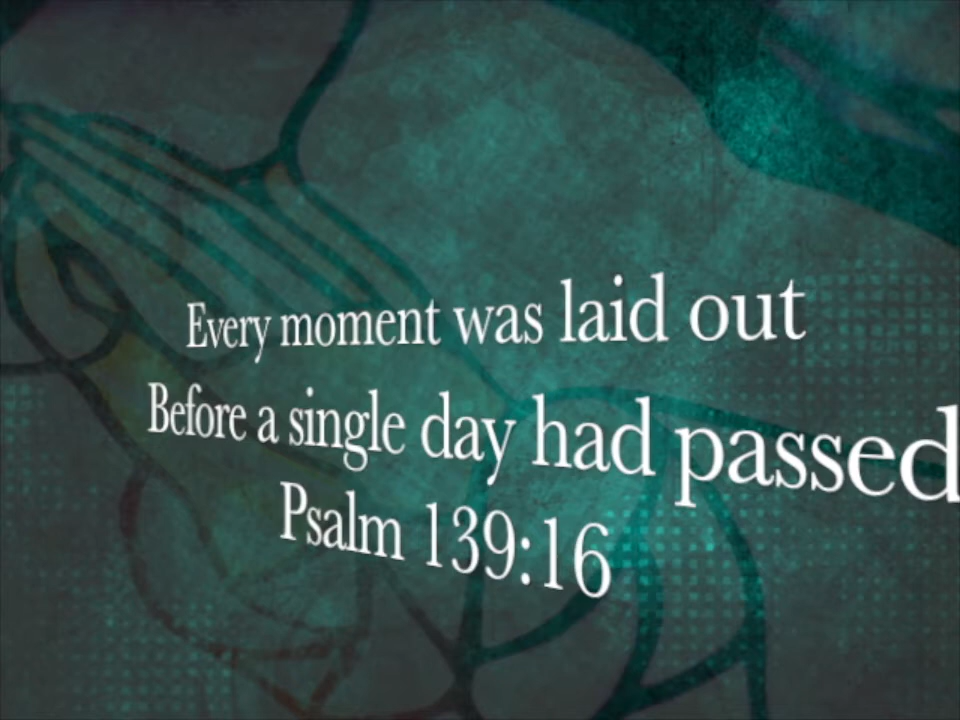 Every moment was laid out
Before a single day had passed
Psalm 139:16